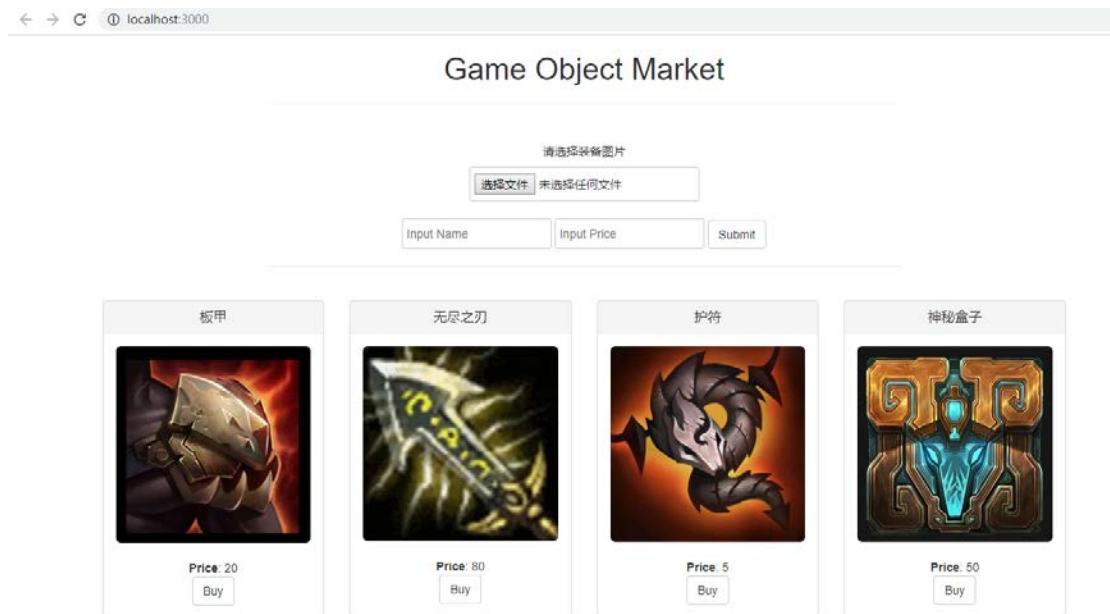 localhost:3000
Game Object Market
请选择装备图片
选择文件 未选择任何文件
Input Name Input Price Submit
板甲 无尽之刃 护符 神秘盒子
Price: 20 Price: 80 Price: 5 Price: 50
Buy Buy Buy Buy